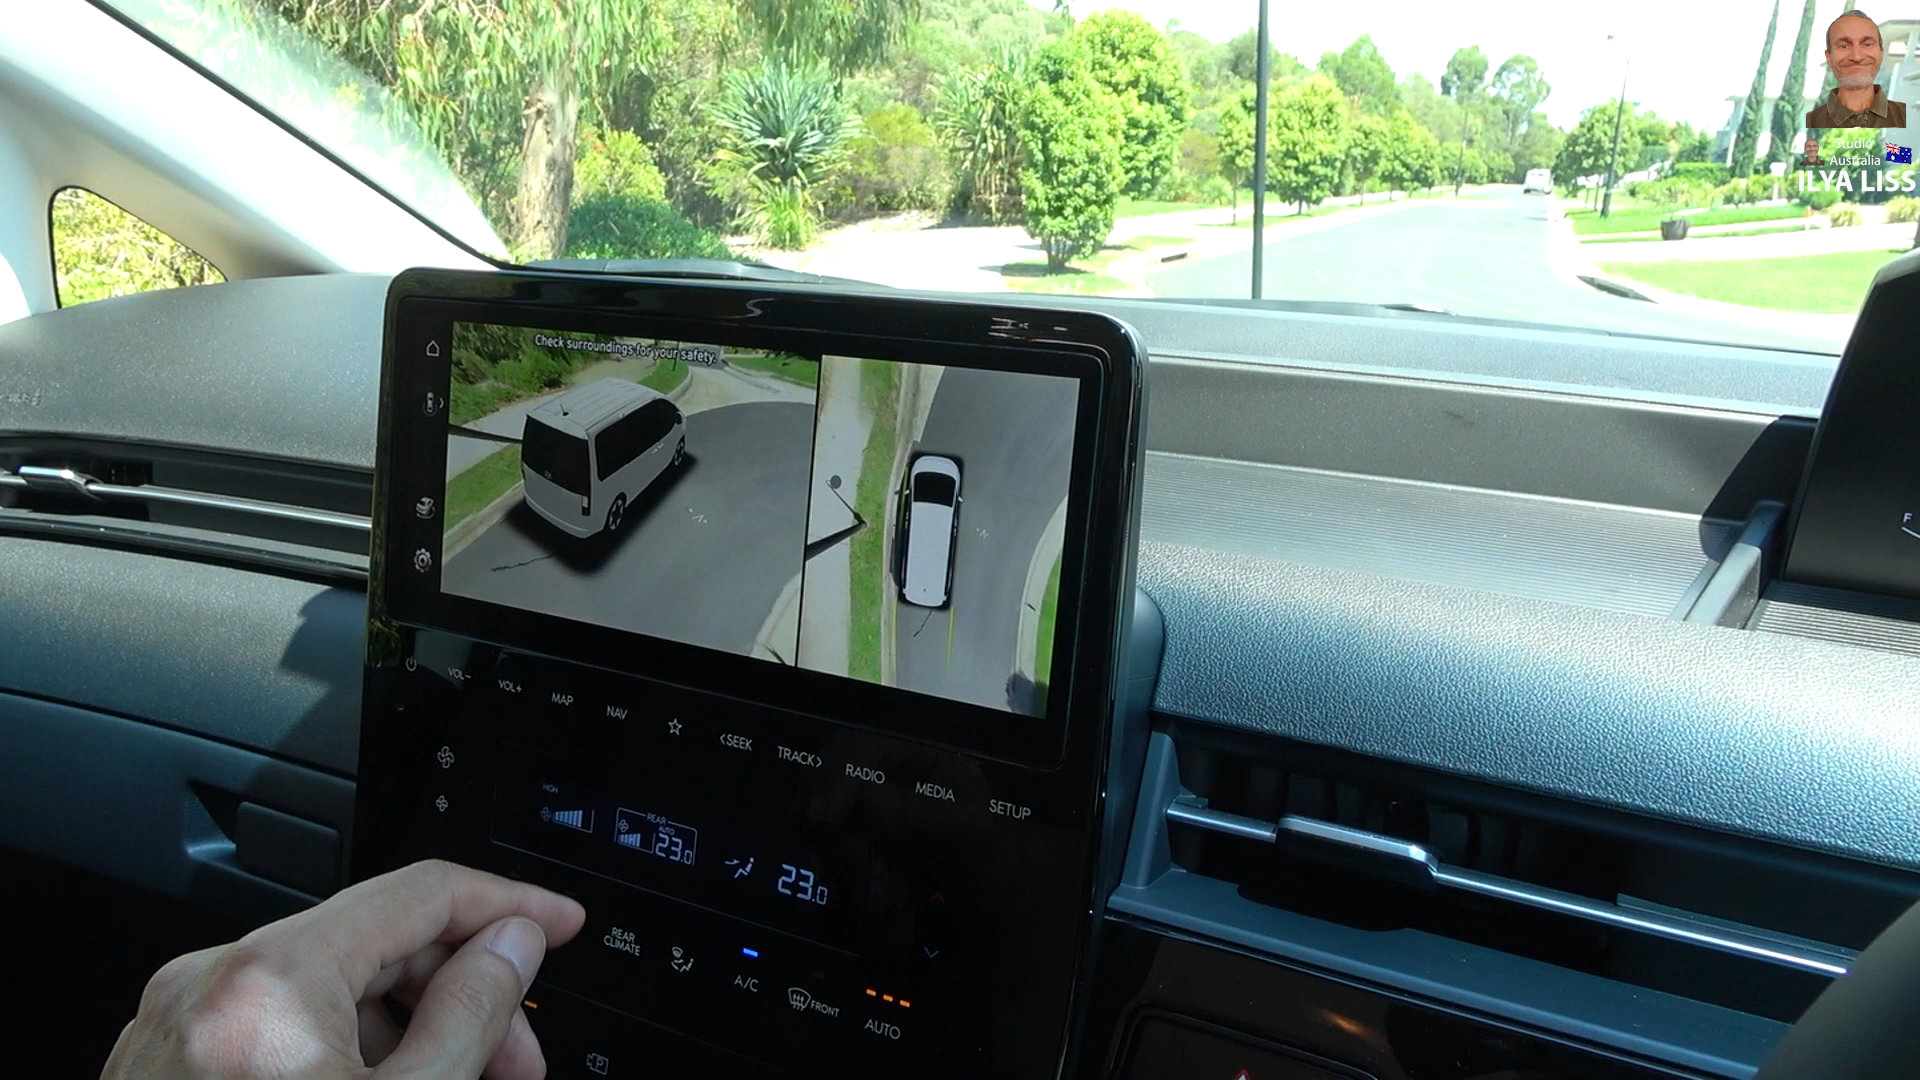 Studio
Australia
ILYA LISS
Check surroundings for your safety.
VOL-
VOL+
MAP
NAV
<SEEK
TRACK>
RADIO
MEDIA
SETUP
HIGH
REAR
AUTO
23.0
23.0
REAR
CLIMATE
A/C
FRONT
AUTO
P
F